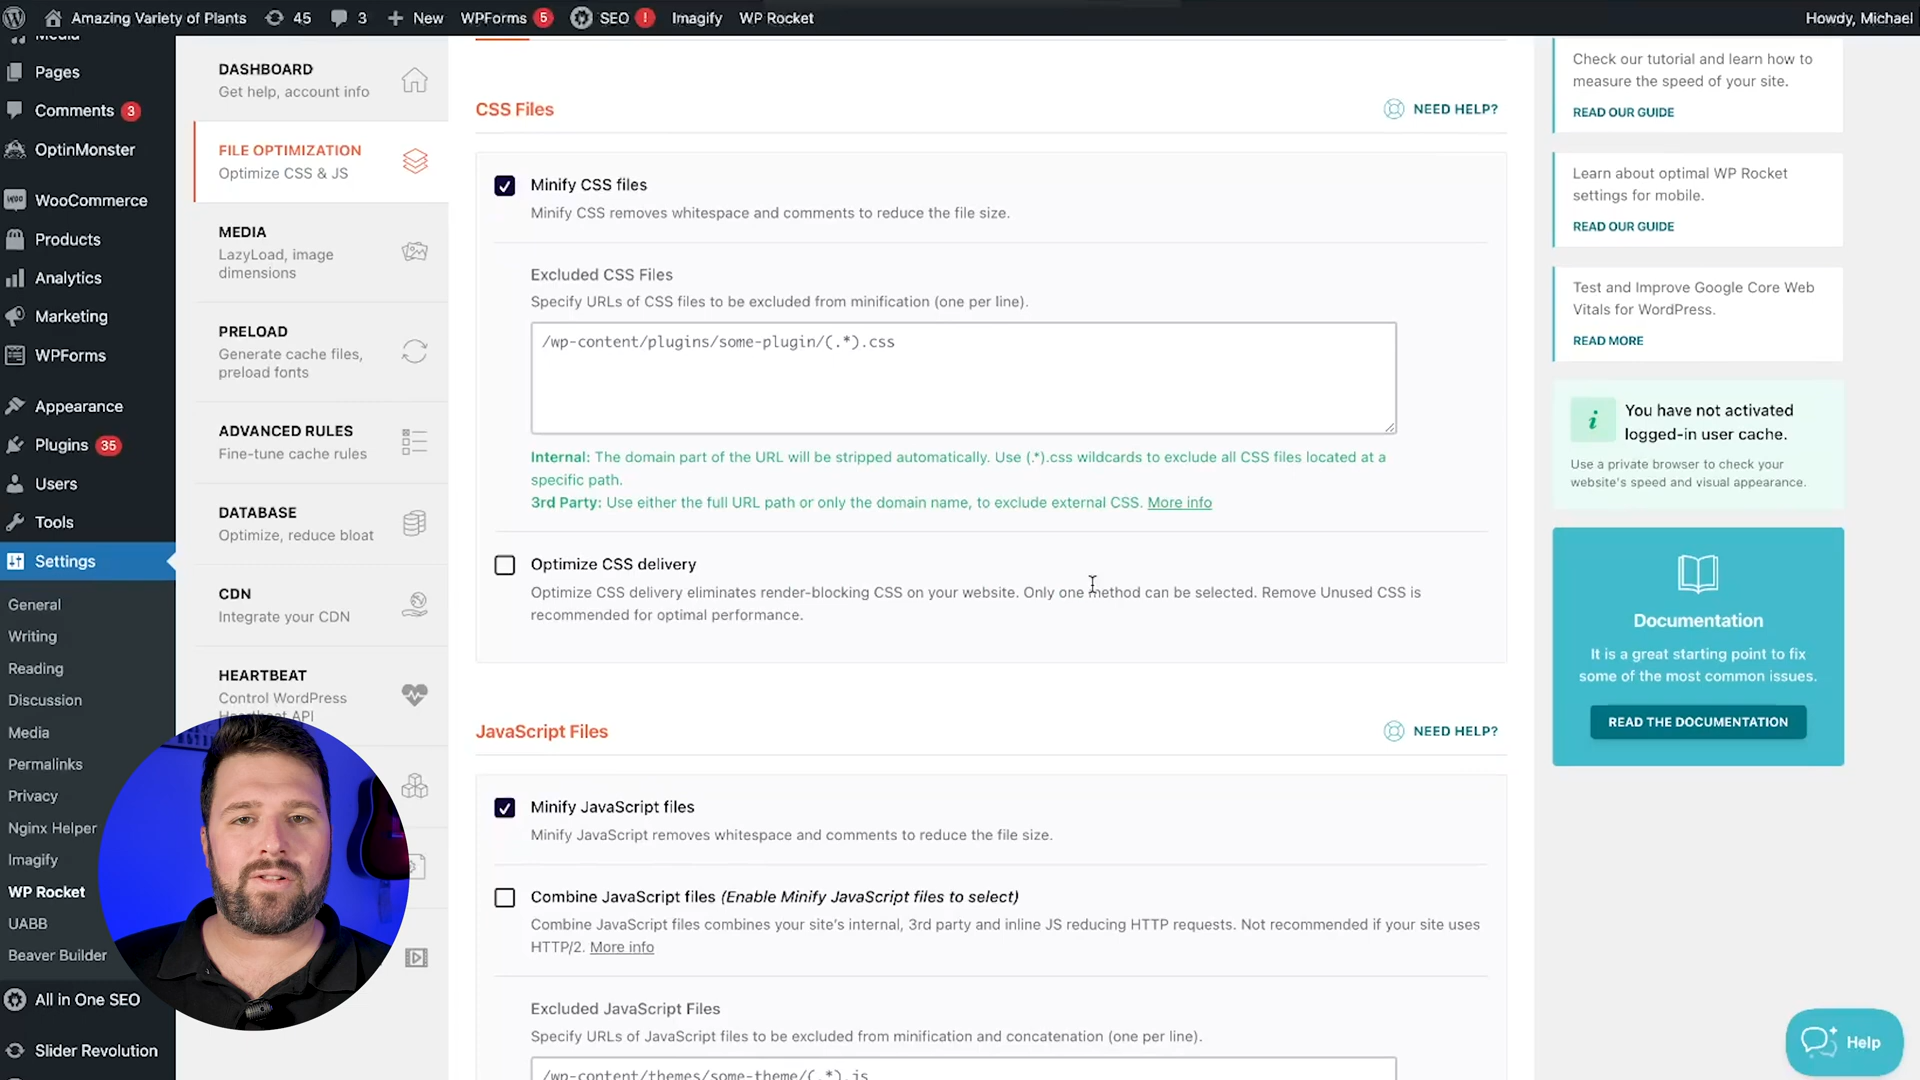 Amazing Variety of Plants
45
3
New
WPForms 5
SEO !
Imagify
WP Rocket
Howdy, Michael
Media
Pages
Comments 3
OptinMonster
WooCommerce
Products
Analytics
Marketing
WPForms
Appearance
Plugins 35
Users
Tools
Settings
General
Writing
Reading
Discussion
Media
Permalinks
Privacy
Nginx Helper
Imagify
WP Rocket
UABB
Beaver Builder
All in One SEO
Slider Revolution
DASHBOARD
Get help, account info
FILE OPTIMIZATION
Optimize CSS & JS
MEDIA
LazyLoad, image
dimensions
PRELOAD
Generate cache files,
preload fonts
ADVANCED RULES
Fine-tune cache rules
DATABASE
Optimize, reduce bloat
CDN
Integrate your CDN
HEARTBEAT
Control WordPress
Heartbeat API
CSS Files
NEED HELP?
Minify CSS files
Minify CSS removes whitespace and comments to reduce the file size.
Excluded CSS Files
Specify URLs of CSS files to be excluded from minification (one per line).
/wp-content/plugins/some-plugin/(.*).css
Internal: The domain part of the URL will be stripped automatically. Use (.*).css wildcards to exclude all CSS files located at a
specific path.
3rd Party: Use either the full URL path or only the domain name, to exclude external CSS. More info
Optimize CSS delivery
Optimize CSS delivery eliminates render-blocking CSS on your website. Only one method can be selected. Remove Unused CSS is
recommended for optimal performance.
JavaScript Files
NEED HELP?
Minify JavaScript files
Minify JavaScript removes whitespace and comments to reduce the file size.
Combine JavaScript files (Enable Minify JavaScript files to select)
Combine JavaScript files combines your site's internal, 3rd party and inline JS reducing HTTP requests. Not recommended if your site uses
HTTP/2. More info
Excluded JavaScript Files
Specify URLs of JavaScript files to be excluded from minification and concatenation (one per line).
/wp-content/themes/some-theme/(.*).js
Check our tutorial and learn how to
measure the speed of your site.
READ OUR GUIDE
Learn about optimal WP Rocket
settings for mobile.
READ OUR GUIDE
Test and Improve Google Core Web
Vitals for WordPress.
READ MORE
You have not activated
logged-in user cache.
Use a private browser to check your
website's speed and visual appearance.
Documentation
It is a great starting point to fix
some of the most common issues.
READ THE DOCUMENTATION
Help